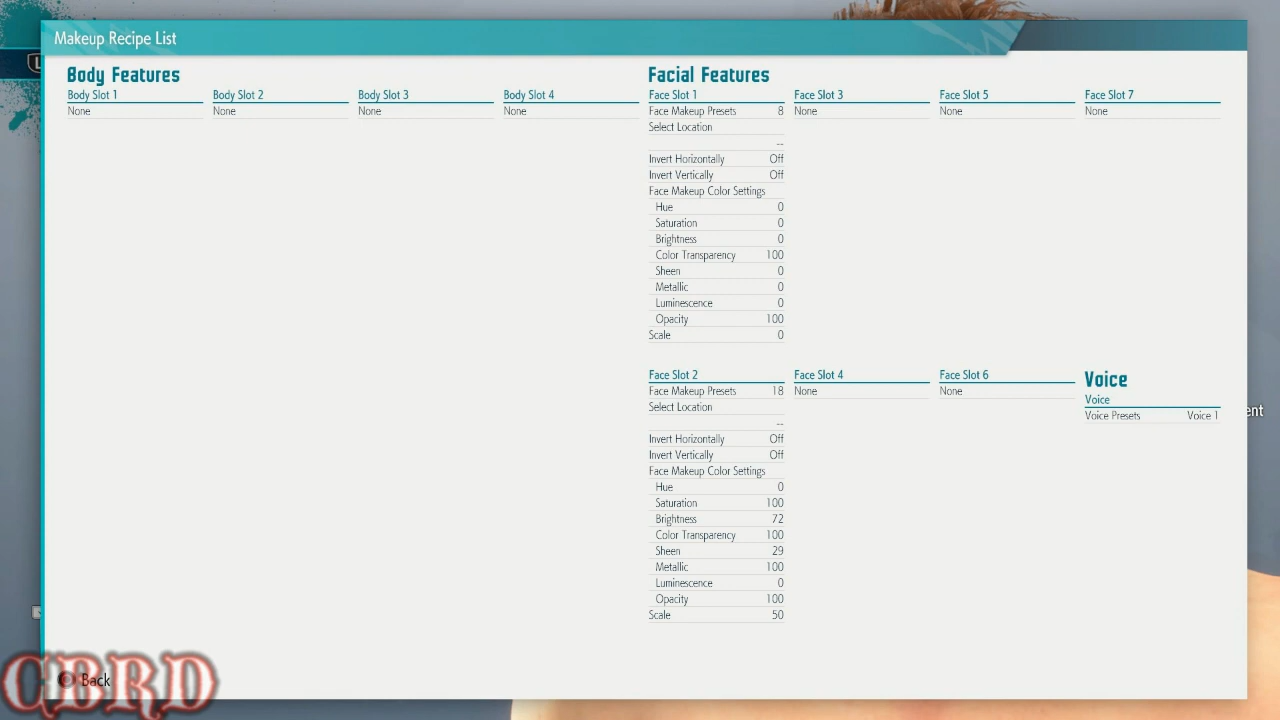 Makeup Recipe List
Body Features
Body Slot 1
None
Body Slot 2
None
Body Slot 3
None
Body Slot 4
None
Facial Features
Face Slot 1
Face Makeup Presets 8
Select Location
--
Invert Horizontally Off
Invert Vertically Off
Face Makeup Color Settings
Hue 0
Saturation 0
Brightness 0
Color Transparency 100
Sheen 0
Metallic 0
Luminescence 0
Opacity 100
Scale 0
Face Slot 3
None
Face Slot 5
None
Face Slot 7
None
Face Slot 2
Face Makeup Presets 18
Select Location
--
Invert Horizontally Off
Invert Vertically Off
Face Makeup Color Settings
Hue 0
Saturation 100
Brightness 72
Color Transparency 100
Sheen 29
Metallic 100
Luminescence 0
Opacity 100
Scale 50
Face Slot 4
None
Face Slot 6
None
Voice
Voice
Voice Presets Voice 1
ent
L
Back
CBRD